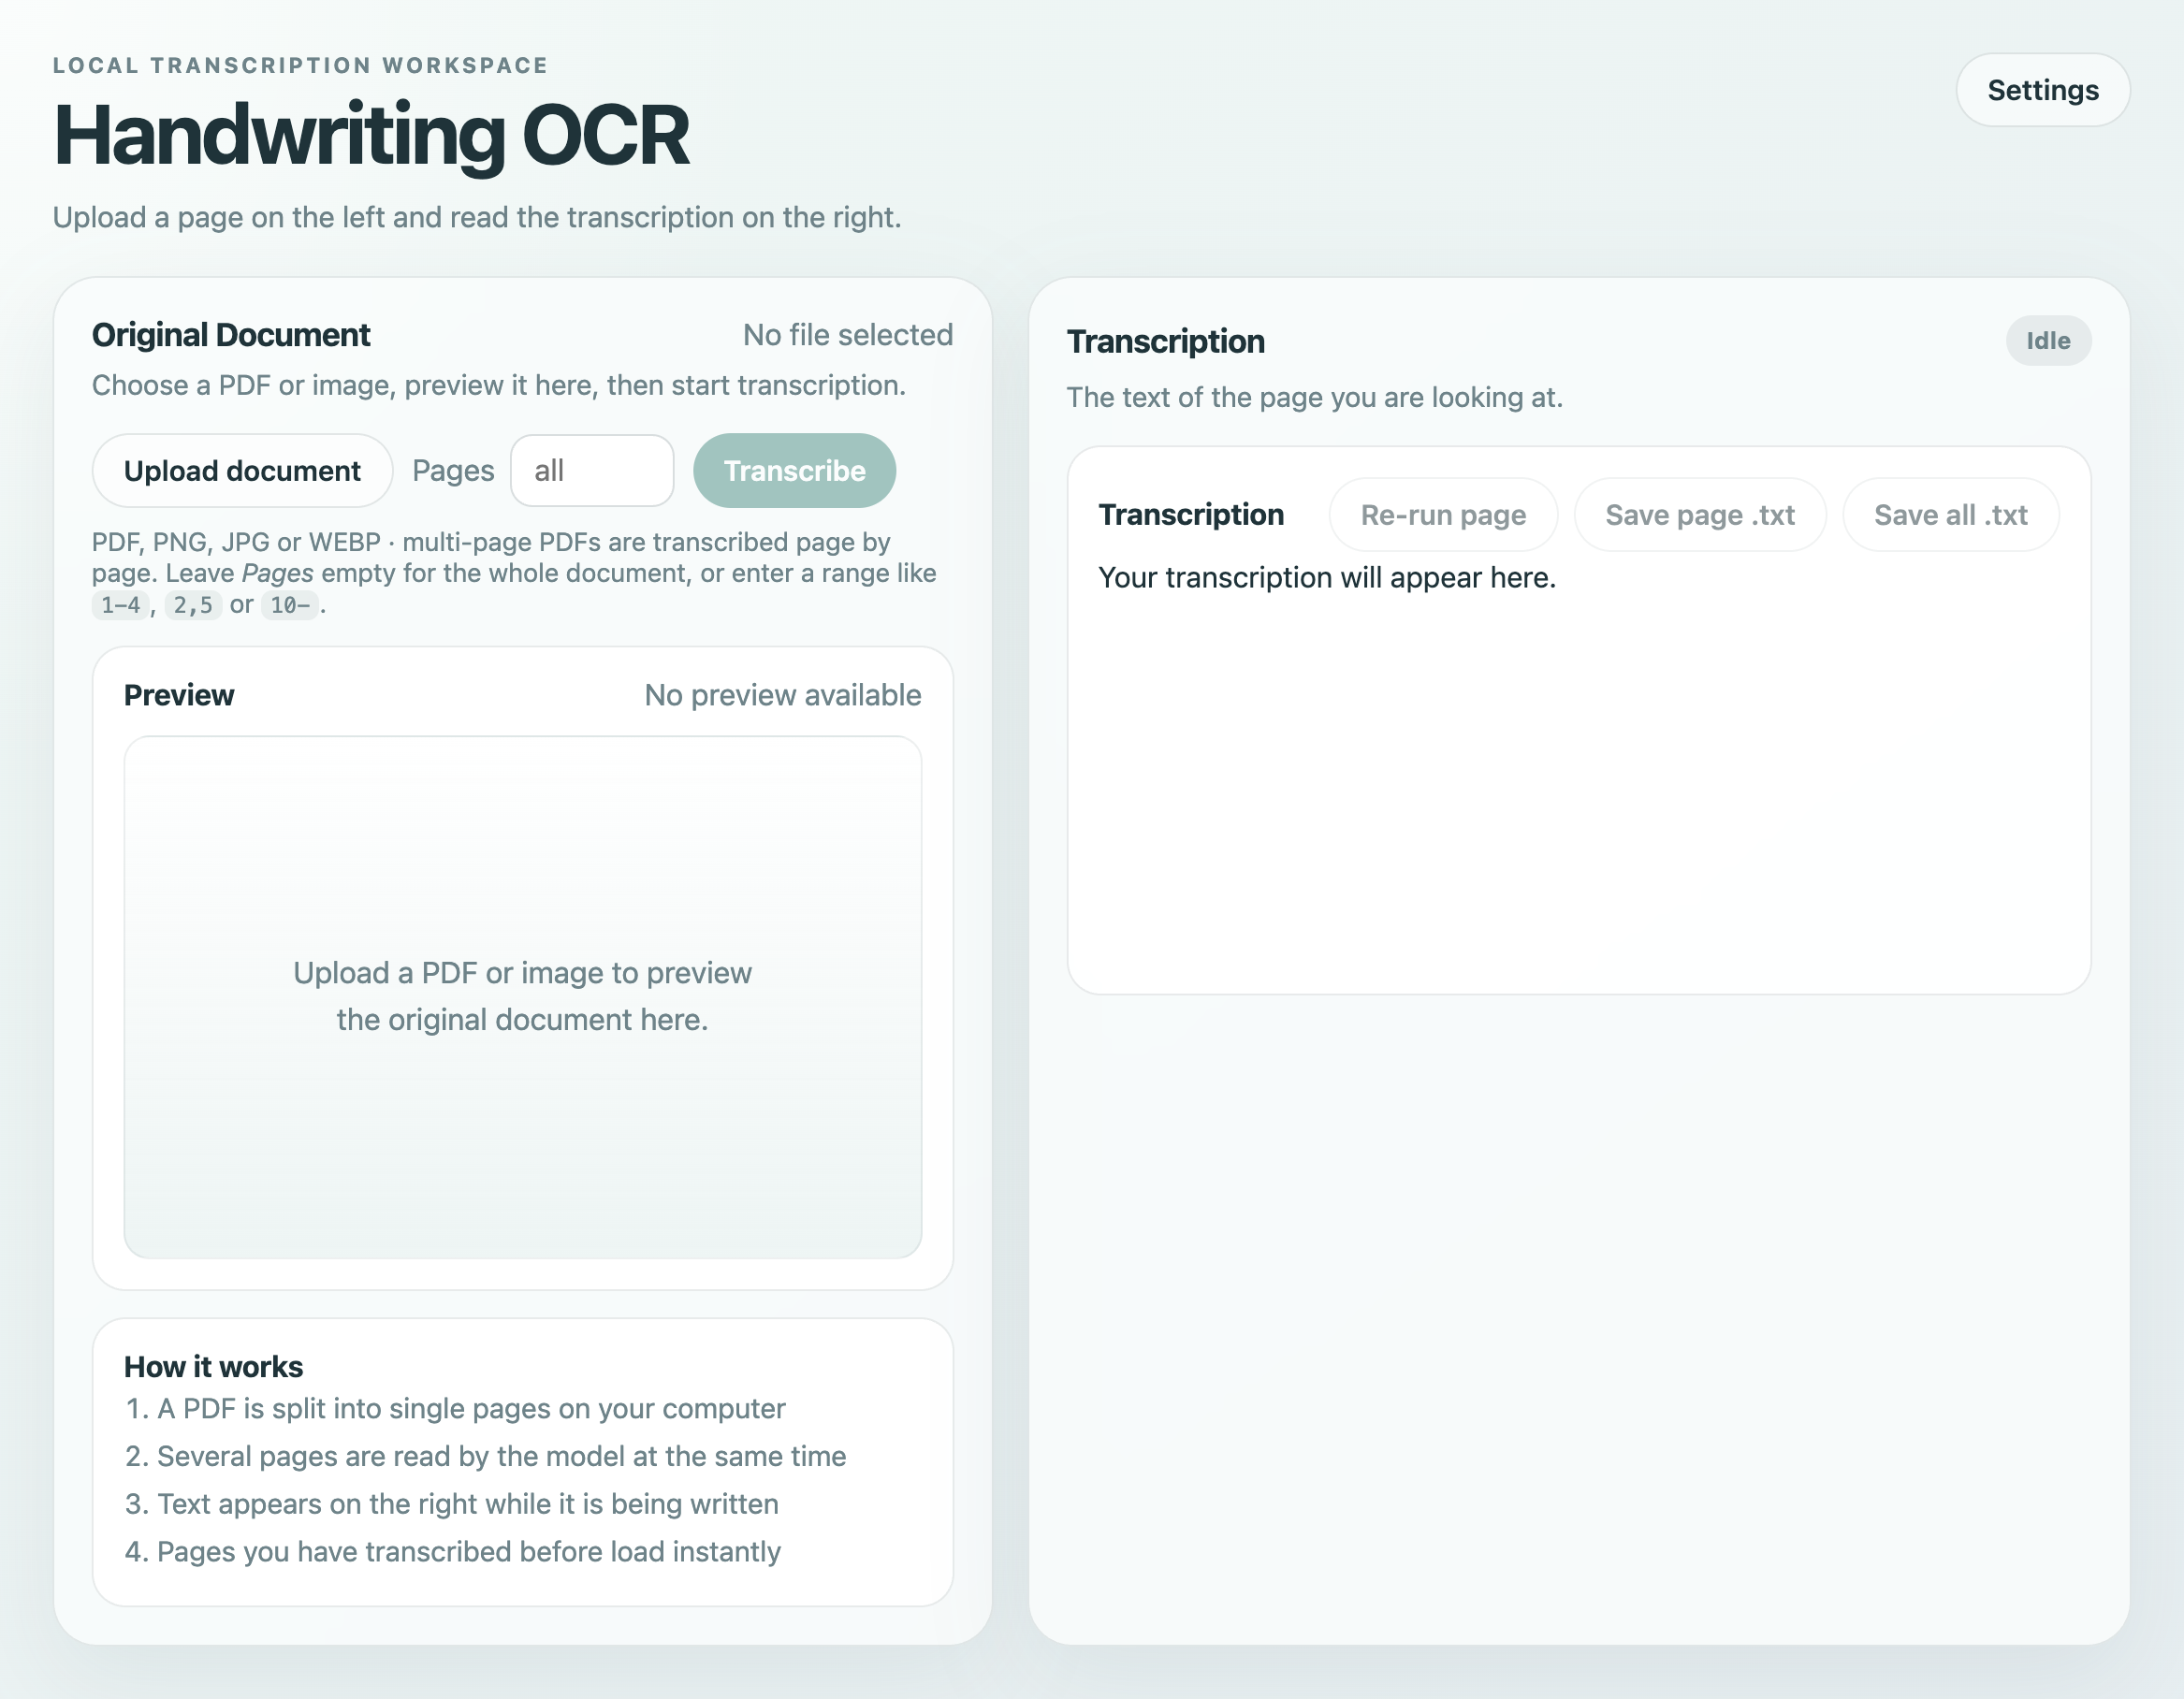 LOCAL TRANSCRIPTION WORKSPACE
Handwriting OCR
Upload a page on the left and read the transcription on the right.
Settings
Original Document
No file selected
Choose a PDF or image, preview it here, then start transcription.
Upload document
Pages
all
Transcribe
PDF, PNG, JPG or WEBP · multi-page PDFs are transcribed page by
page. Leave Pages empty for the whole document, or enter a range like
1-4, 2,5 or 10-.
Preview
No preview available
Upload a PDF or image to preview
the original document here.
How it works
1. A PDF is split into single pages on your computer
2. Several pages are read by the model at the same time
3. Text appears on the right while it is being written
4. Pages you have transcribed before load instantly
Transcription
Idle
The text of the page you are looking at.
Transcription
Re-run page
Save page .txt
Save all .txt
Your transcription will appear here.